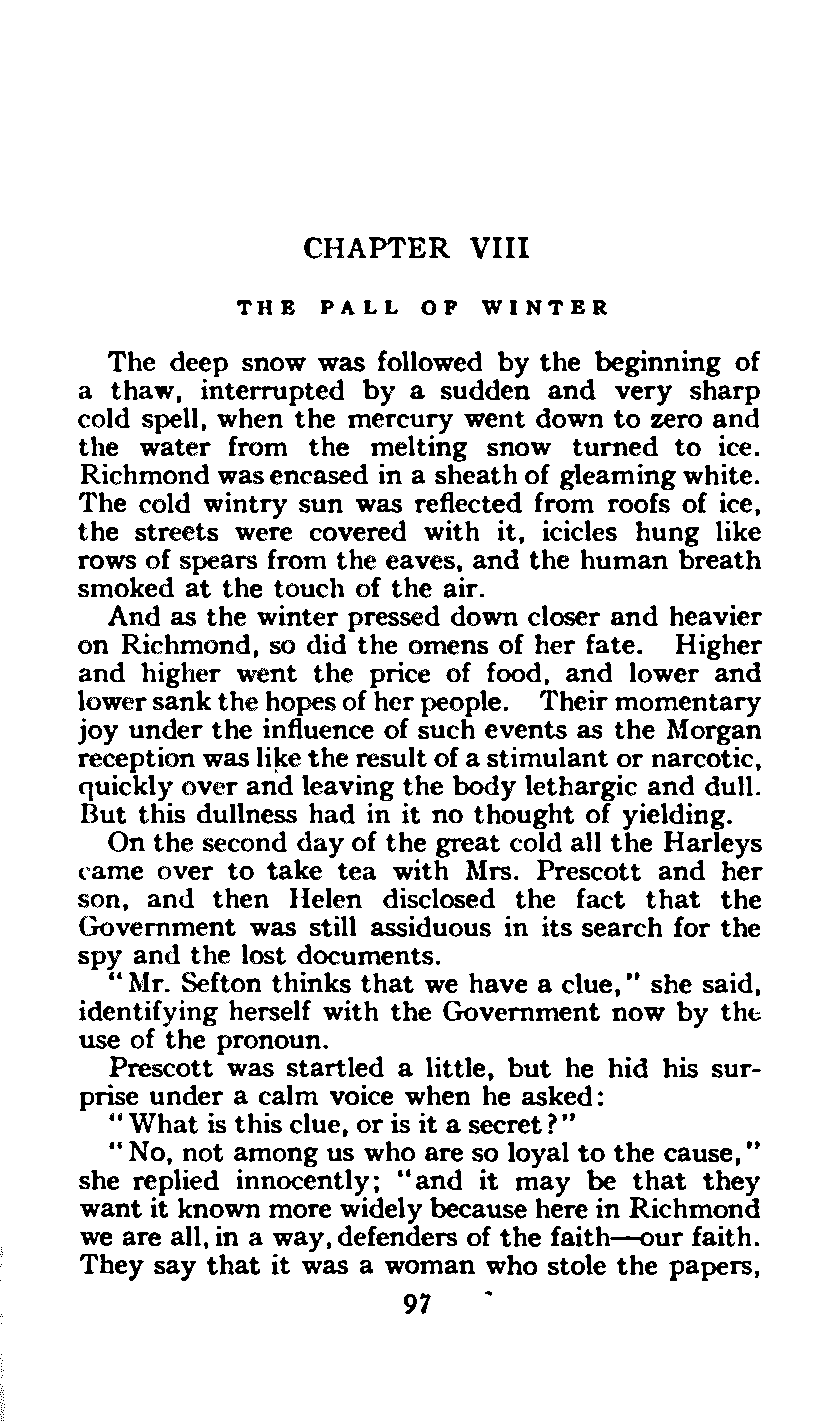 CHAPTER VIII
THE PALL OF WINTER
The deep snow was followed by the beginning of
a thaw, interrupted by a sudden and very sharp
cold spell, when the mercury went down to zero and
the water from the melting snow turned to ice.
Richmond was encased in a sheath of gleaming white.
The cold wintry sun was reflected from roofs of ice,
the streets were covered with it, icicles hung like
rows of spears from the eaves, and the human breath
smoked at the touch of the air.
And as the winter pressed down closer and heavier
on Richmond, so did the omens of her fate. Higher
and higher went the price of food, and lower and
lower sank the hopes of her people. Their momentary
joy under the influence of such events as the Morgan
reception was like the result of a stimulant or narcotic,
quickly over and leaving the body lethargic and dull.
But this dullness had in it no thought of yielding.
On the second day of the great cold all the Harleys
came over to take tea with Mrs. Prescott and her
son, and then Helen disclosed the fact that the
Government was still assiduous in its search for the
spy and the lost documents.
"Mr. Sefton thinks that we have a clue," she said,
identifying herself with the Government now by the
use of the pronoun.
Prescott was startled a little, but he hid his sur-
prise under a calm voice when he asked:
"What is this clue, or is it a secret?"
"No, not among us who are so loyal to the cause,"
she replied innocently; "and it may be that they
want it known more widely because here in Richmond
we are all, in a way, defenders of the faith—our faith.
They say that it was a woman who stole the papers,
97